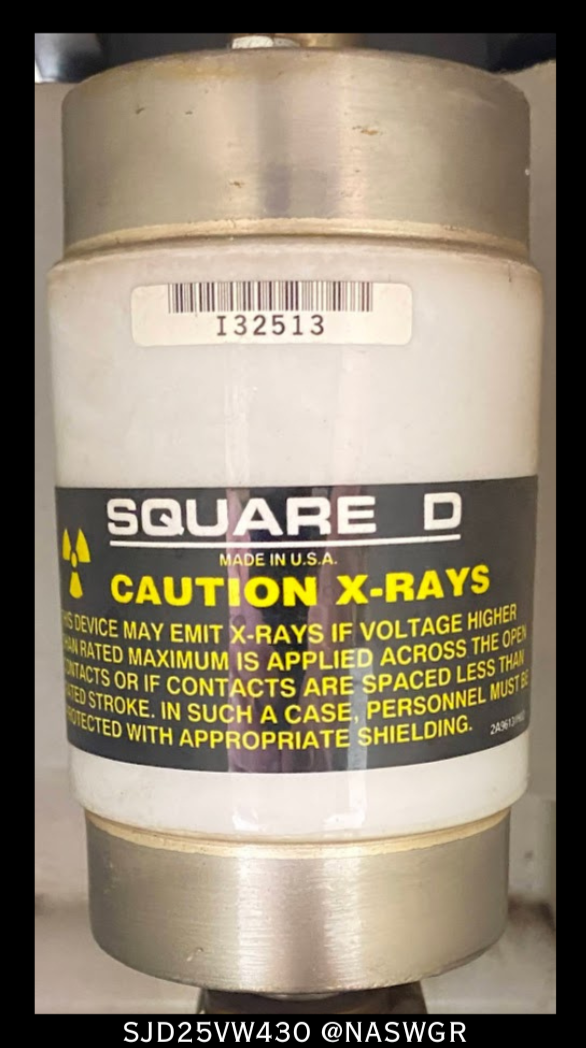 I32513
SQUARE D
MADE IN U.S.A.
CAUTION X-RAYS
DEVICE MAY EMIT X-RAYS IF VOLTAGE HIGHER
RATED MAXIMUM IS APPLIED ACROSS THE OPEN
OR IF CONTACTS ARE SPACED LESS THAN
STROKE. IN SUCH A CASE, PERSONNEL MUST BE
WITH APPROPRIATE SHIELDING.
SJD25VW430 @NASWGR